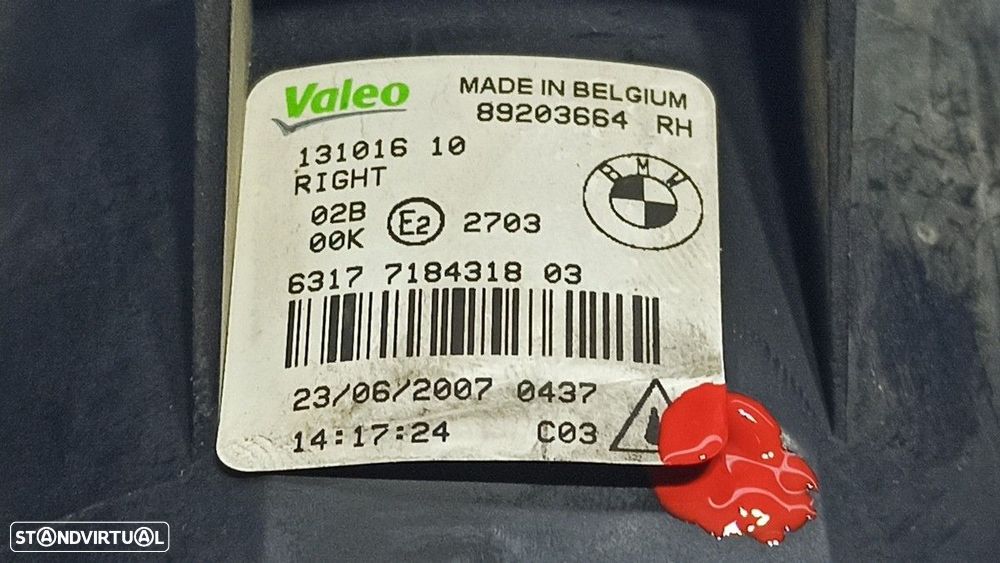 Valeo
MADE IN BELGIUM
89203664 RH
131016 10
RIGHT
BMW
02B
00K
E2
2703
6317 7184318 03
23/06/2007 0437
14:17:24
C03
STANDVIRTUAL